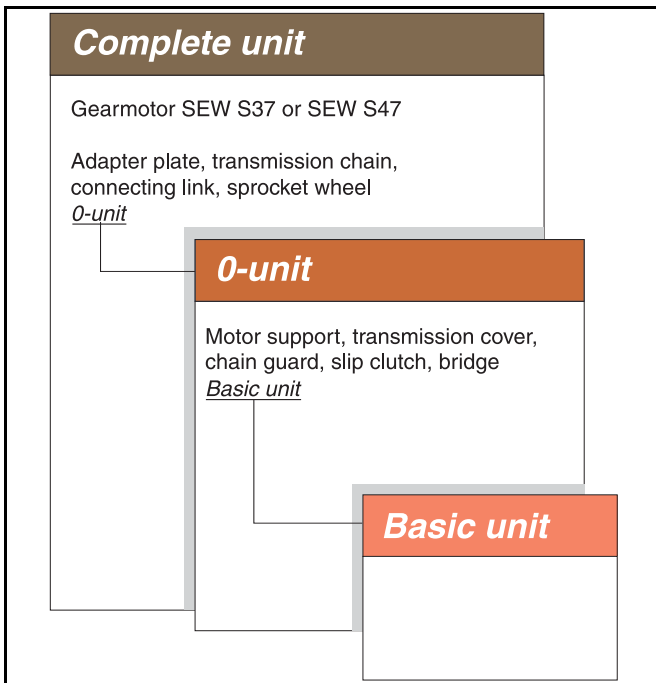 Complete unit
Gearmotor SEW S37 or SEW S47
Adapter plate, transmission chain,
connecting link, sprocket wheel
0-unit
0-unit
Motor support, transmission cover,
chain guard, slip clutch, bridge
Basic unit
Basic unit